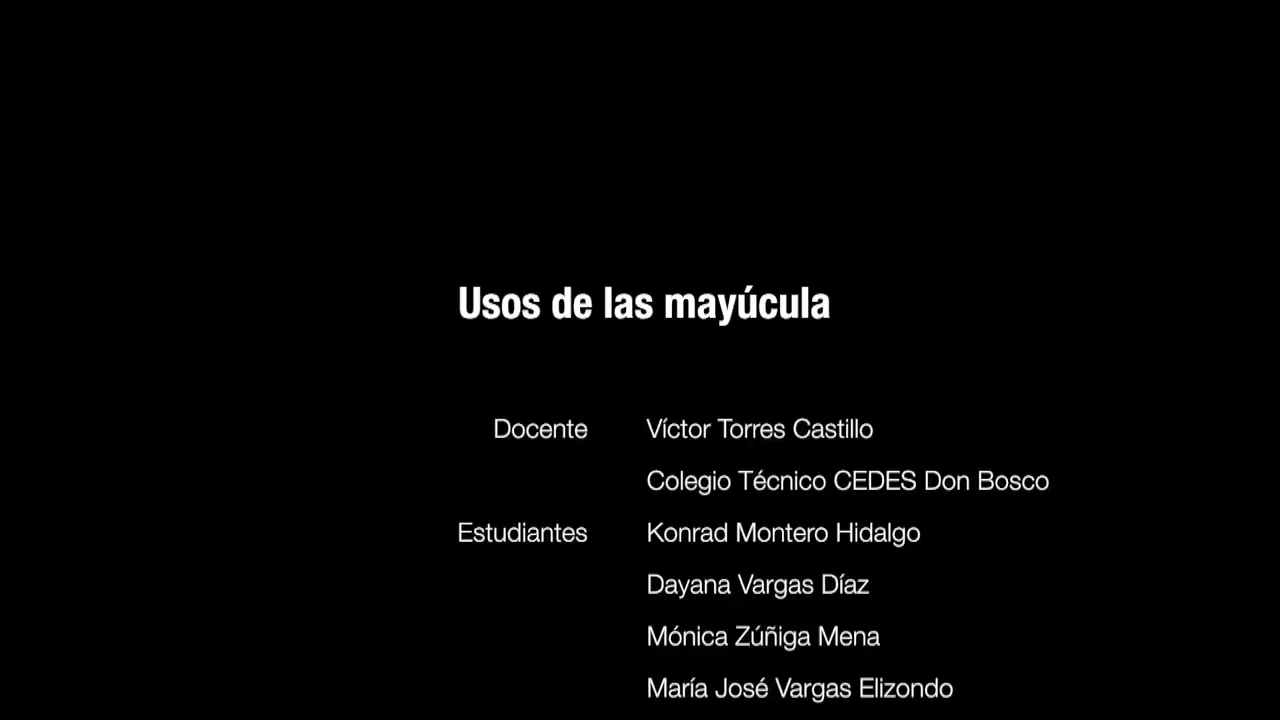 Usos de las mayúcula
Docente Víctor Torres Castillo
Colegio Técnico CEDES Don Bosco
Estudiantes Konrad Montero Hidalgo
Dayana Vargas Díaz
Mónica Zúñiga Mena
María José Vargas Elizondo